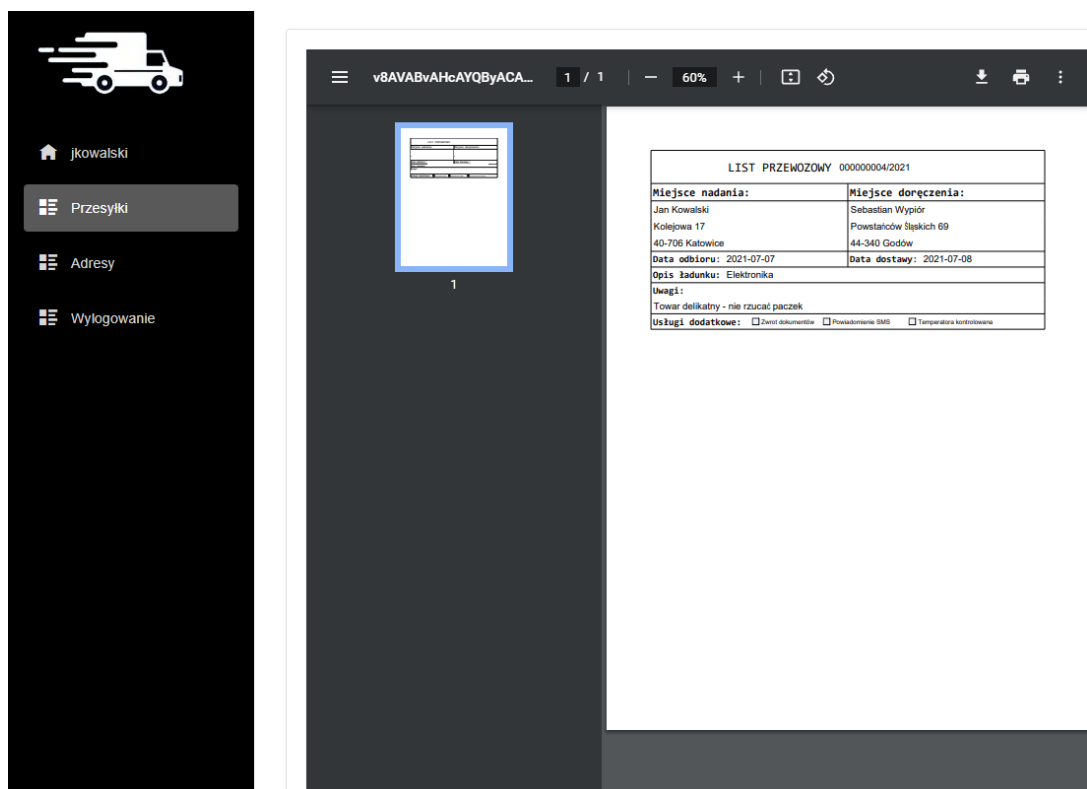 jkowalski
Przesyłki
Adresy
Wylogowanie
v8AVABvAHcAYQByACA... 1 / 1 60%
1
LIST PRZEWOZOWY 000000004/2021
Miejsce nadania: Miejsce doręczenia:
Jan Kowalski Sebastian Wypiór
Kolejowa 17 Powstańców Śląskich 69
40-706 Katowice 44-340 Godów
Data odbioru: 2021-07-07 Data dostawy: 2021-07-08
Opis ładunku: Elektronika
Uwagi:
Towar delikatny - nie rzucać paczek
Usługi dodatkowe: Zwrot dokumentów Powiadomienie SMS Temperatora kontrolowana